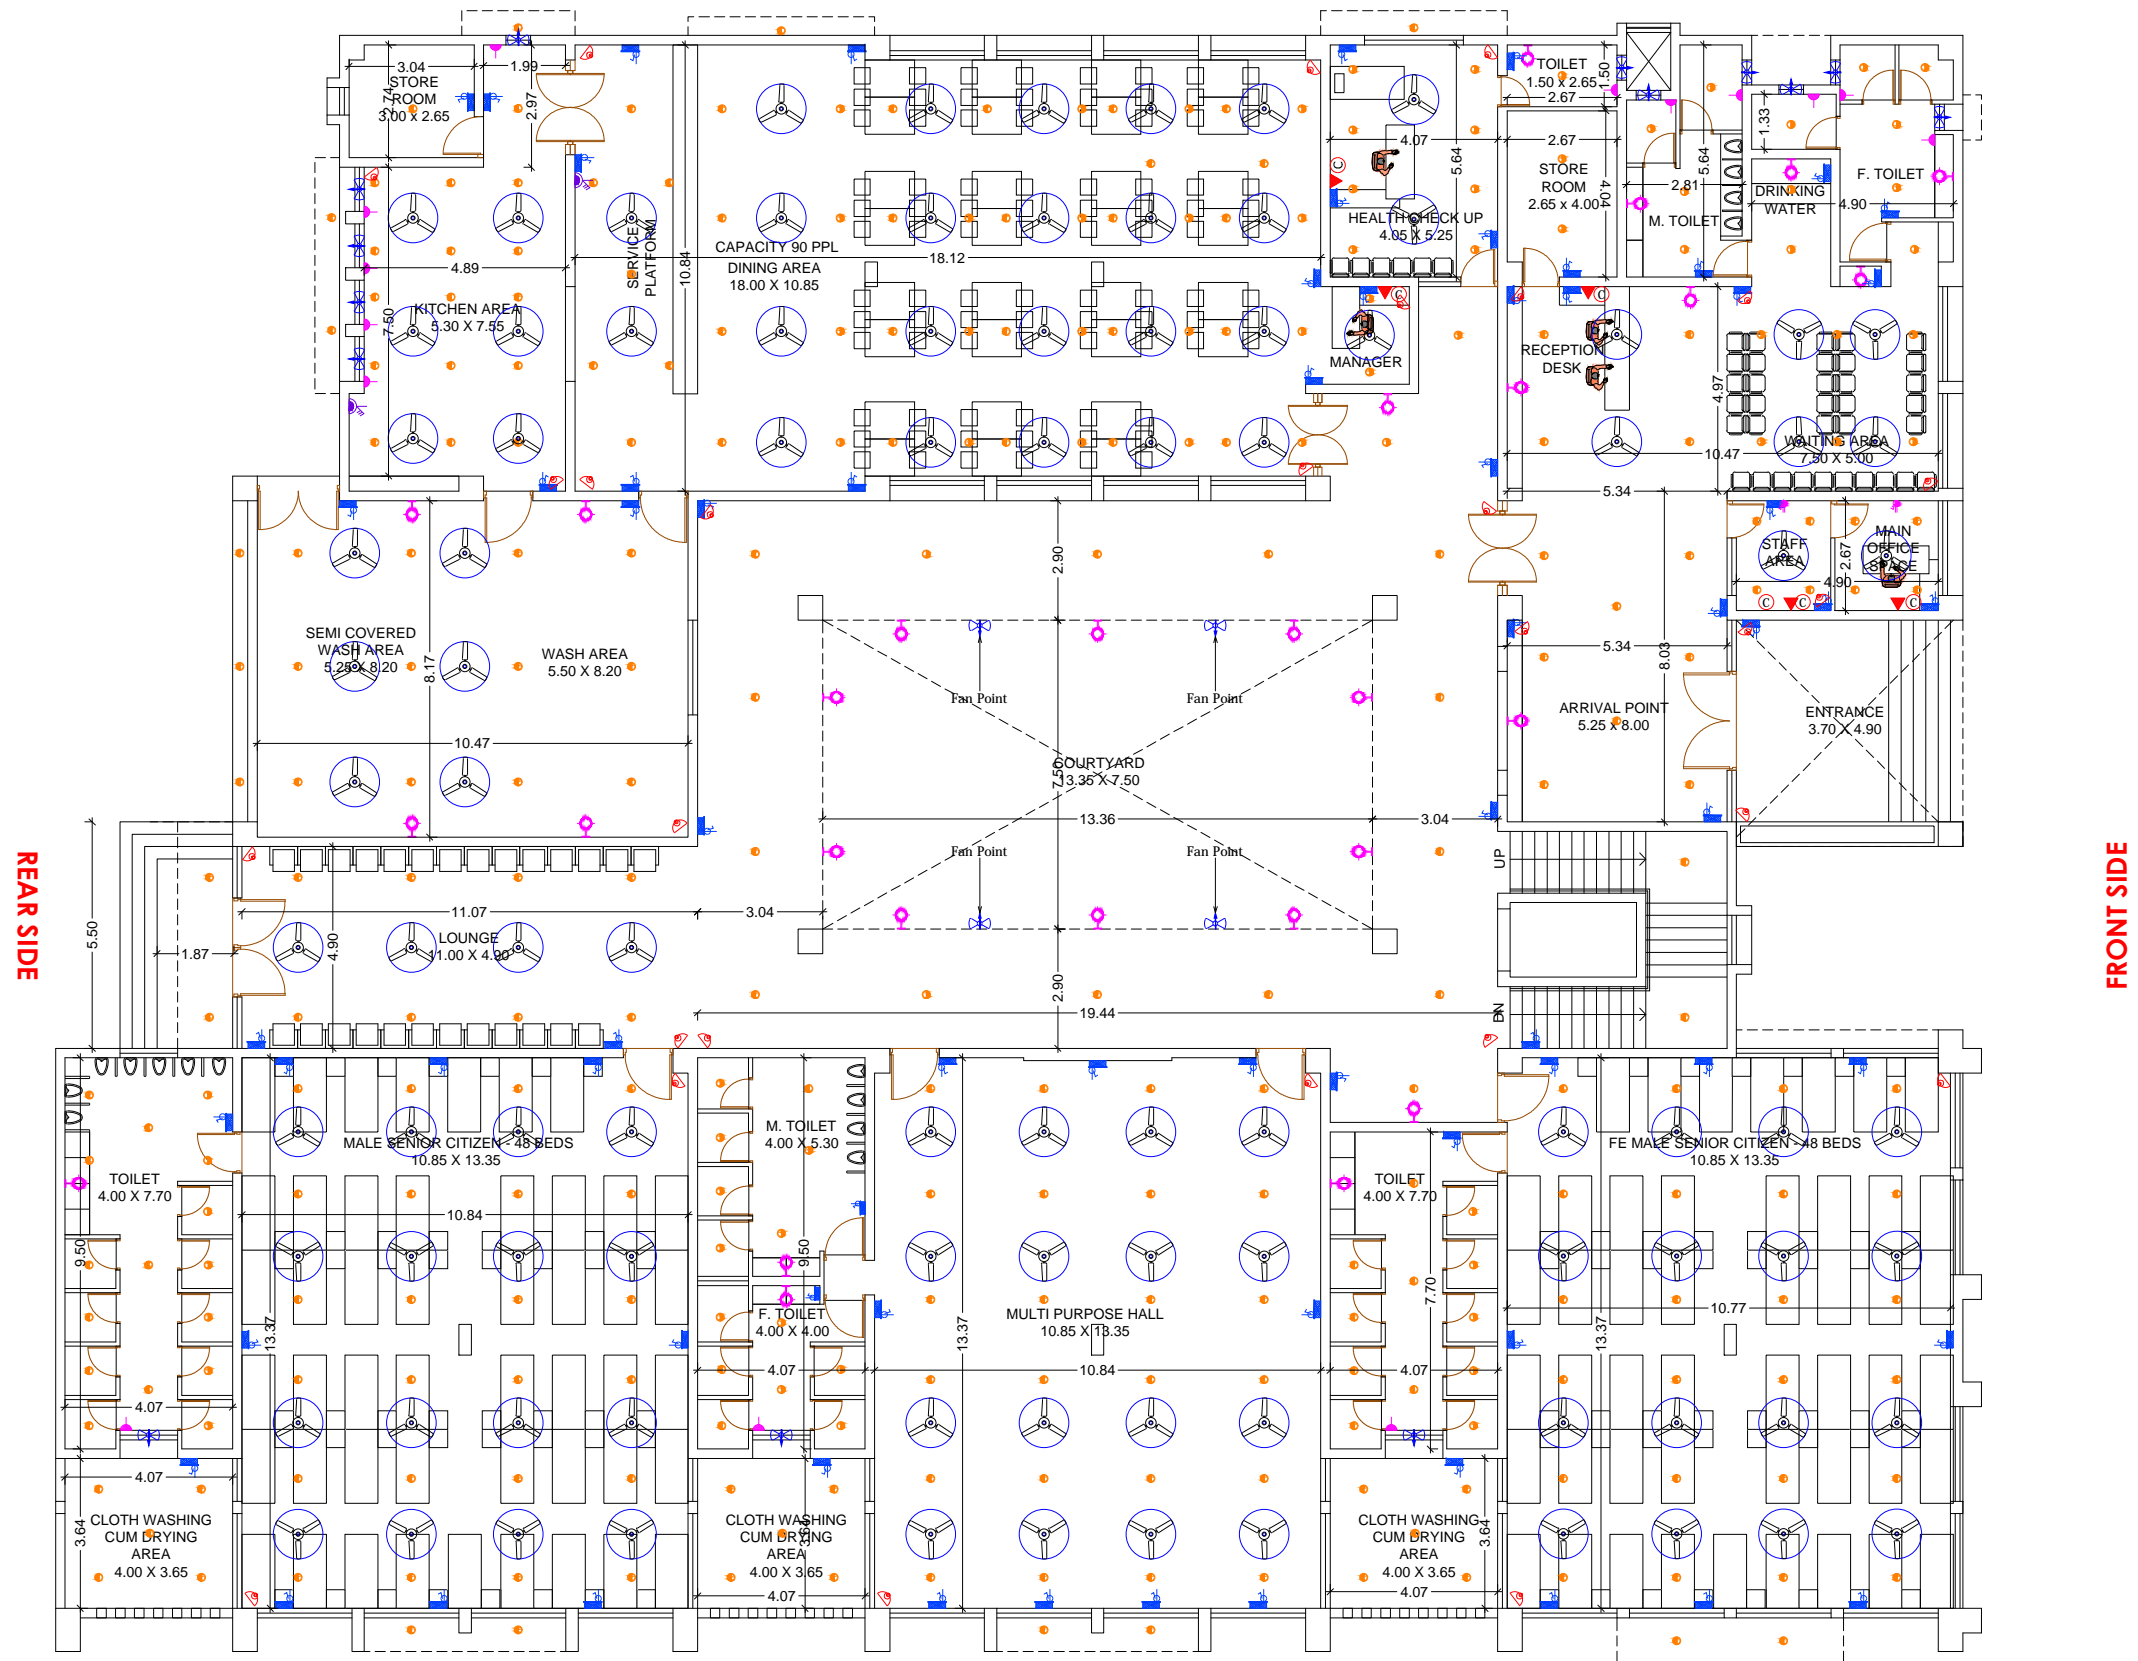 3.04
STORE
ROOM
3.00 x 2.65
2.74
1.99
2.97
TOILET
1.50 x 2.65
1.50
2.67
4.07
5.64
2.67
STORE
ROOM
2.65 x 4.00
4.04
5.64
2.81
M. TOILET
1.33
DRINKING
WATER
4.90
F. TOILET
HEALTH CHECK UP
4.05 X 5.25
C
SERVICE
PLATFORM
10.84
CAPACITY 90 PPL
DINING AREA
18.00 X 10.85
18.12
4.89
KITCHEN AREA
5.30 X 7.55
7.50
C
MANAGER
C
RECEPTION
DESK
4.97
WAITING AREA
7.50 X 5.00
10.47
5.34
STAFF
AREA
2.67
MAIN
OFFICE
SPACE
4.90
C
C
C
2.90
SEMI COVERED
WASH AREA
5.25 X 8.20
WASH AREA
5.50 X 8.20
8.17
10.47
Fan Point
Fan Point
5.34
8.03
ARRIVAL POINT
5.25 x 8.00
ENTRANCE
3.70 X 4.90
COURTYARD
13.35 X 7.50
7.50
13.36
3.04
Fan Point
Fan Point
UP
REAR SIDE
FRONT SIDE
5.50
1.87
11.07
3.04
LOUNGE
11.00 X 4.90
4.90
2.90
19.44
DN
MALE SENIOR CITIZEN - 48 BEDS
10.85 X 13.35
M. TOILET
4.00 X 5.30
FE MALE SENIOR CITIZEN - 48 BEDS
10.85 X 13.35
TOILET
4.00 X 7.70
TOILET
4.00 X 7.70
10.84
9.50
9.50
7.70
F. TOILET
4.00 X 4.00
MULTI PURPOSE HALL
10.85 X 13.35
10.77
13.37
13.37
13.37
4.07
10.84
4.07
4.07
4.07
CLOTH WASHING
CUM DRYING
AREA
4.00 X 3.65
3.64
CLOTH WASHING
CUM DRYING
AREA
4.00 X 3.65
3.64
4.07
CLOTH WASHING
CUM DRYING
AREA
4.00 X 3.65
3.64
4.07